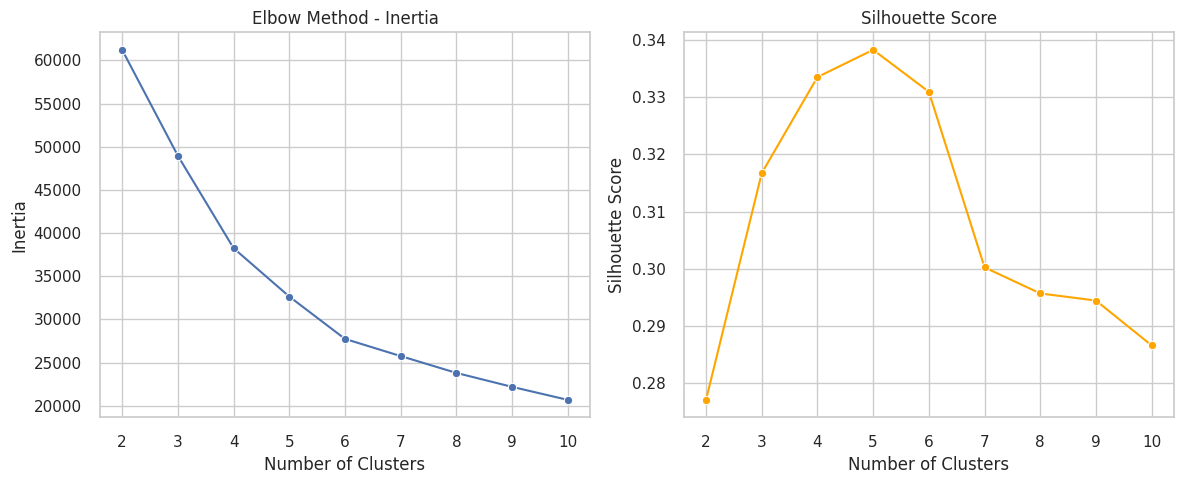 Elbow Method - Inertia
60000
55000
50000
45000
40000
35000
30000
25000
20000
Inertia
2 3 4 5 6 7 8 9 10
Number of Clusters
Silhouette Score
0.34
0.33
0.32
0.31
0.30
0.29
0.28
Silhouette Score
2 3 4 5 6 7 8 9 10
Number of Clusters